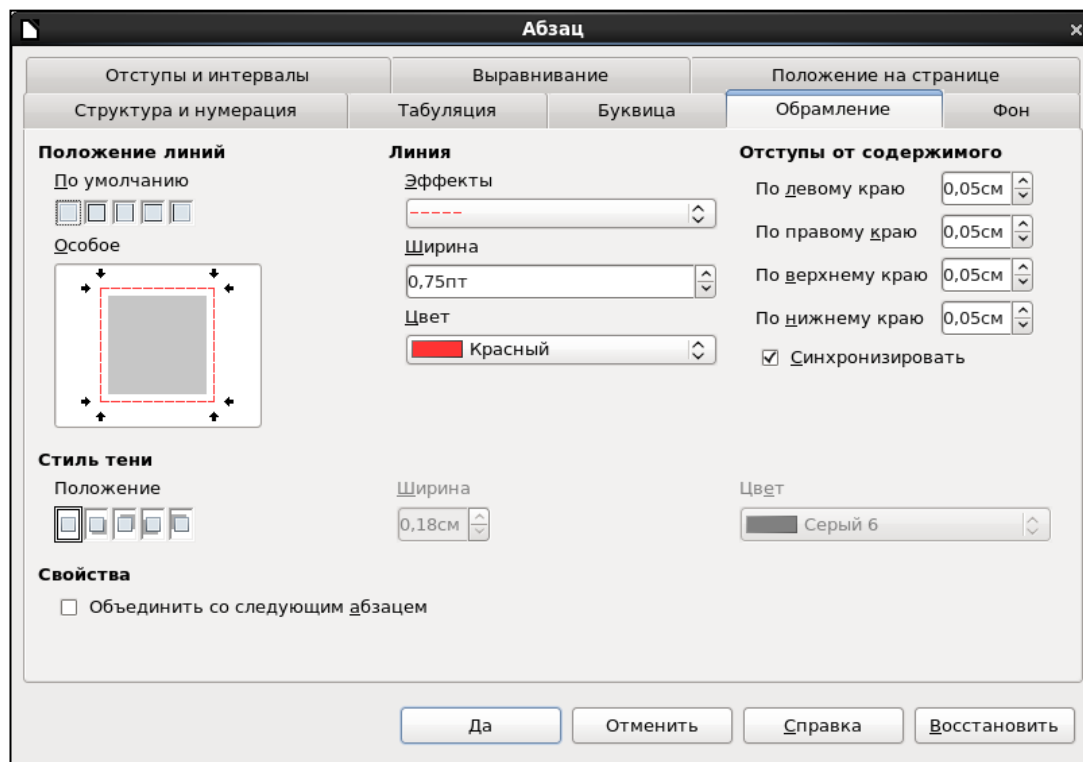 Абзац
Отступы и интервалы
Выравнивание
Положение на странице
Структура и нумерация
Табуляция
Буквица
Обрамление
Фон
Положение линий
По умолчанию
Особое
Линия
Эффекты
Ширина
0,75пт
Цвет
Красный
Отступы от содержимого
По левому краю 0,05см
По правому краю 0,05см
По верхнему краю 0,05см
По нижнему краю 0,05см
Синхронизировать
Стиль тени
Положение
Ширина
0,18см
Цвет
Серый 6
Свойства
Объединить со следующим абзацем
Да
Отменить
Справка
Восстановить